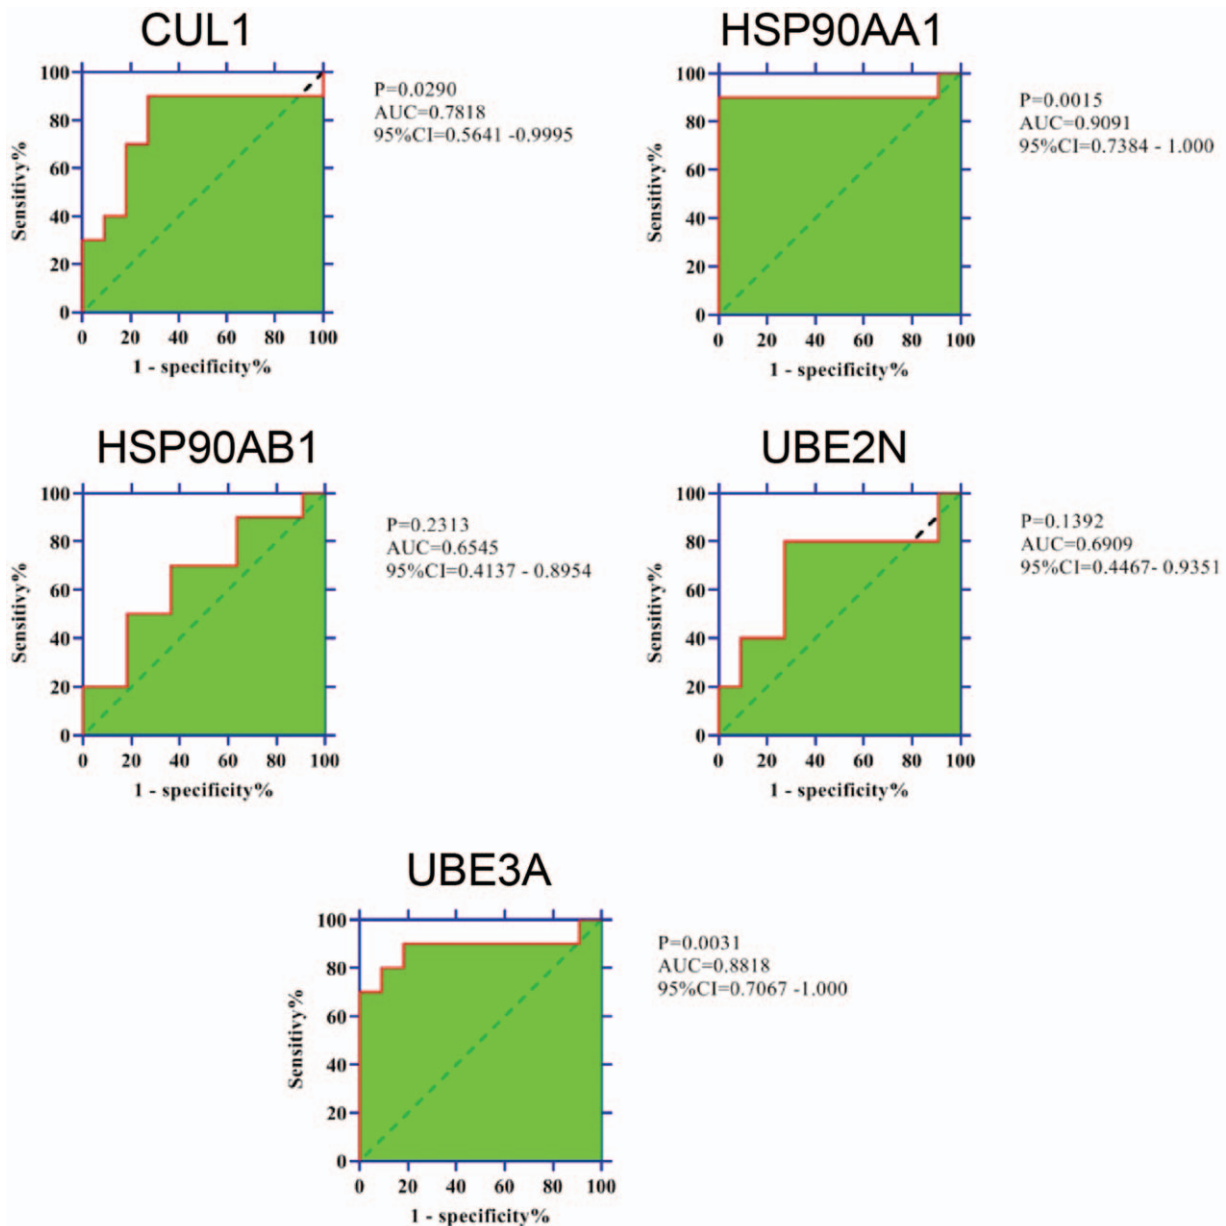 CUL1
100
80
60
40
20
0
Sensitivy%
0 20 40 60 80 100
1 - specificity%
P=0.0290
AUC=0.7818
95%CI=0.5641 -0.9995
HSP90AA1
100
80
60
40
20
0
Sensitivy%
0 20 40 60 80 100
1 - specificity%
P=0.0015
AUC=0.9091
95%CI=0.7384 - 1.000
HSP90AB1
100
80
60
40
20
0
Sensitivy%
0 20 40 60 80 100
1 - specificity%
P=0.2313
AUC=0.6545
95%CI=0.4137 - 0.8954
UBE2N
100
80
60
40
20
0
Sensitivy%
0 20 40 60 80 100
1 - specificity%
P=0.1392
AUC=0.6909
95%CI=0.4467- 0.9351
UBE3A
100
80
60
40
20
0
Sensitivy%
0 20 40 60 80 100
1 - specificity%
P=0.0031
AUC=0.8818
95%CI=0.7067 -1.000